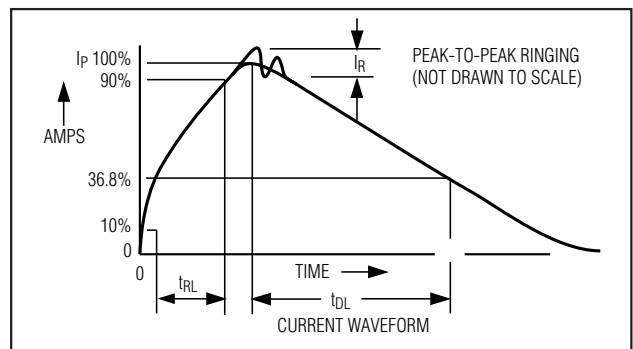 IP 100%
90%
AMPS
36.8%
10%
0
0
tRL
TIME
tDL
CURRENT WAVEFORM
IR
PEAK-TO-PEAK RINGING
(NOT DRAWN TO SCALE)